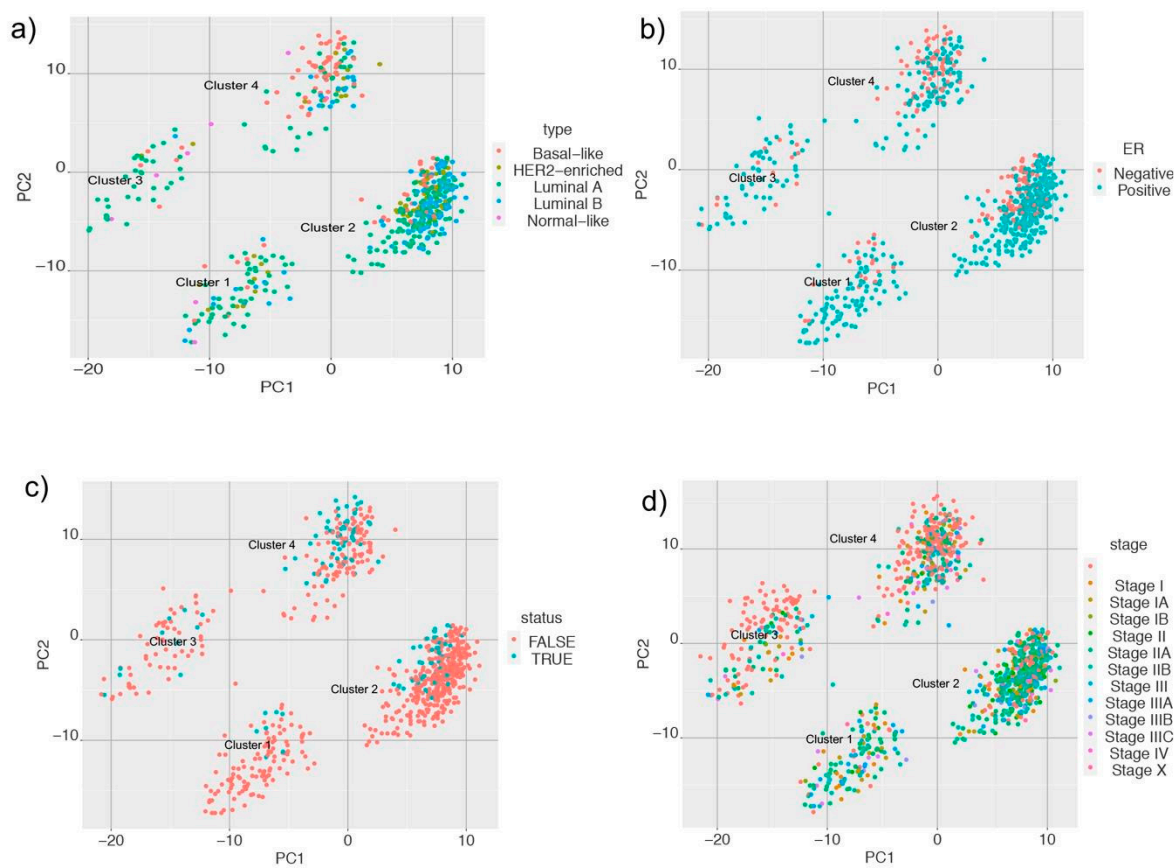 a)
10
0
−10
PC2
−20
−10
0
10
PC1
Cluster 4
Cluster 3
Cluster 2
Cluster 1
type
Basal−like
HER2−enriched
Luminal A
Luminal B
Normal−like
b)
10
0
−10
PC2
−20
−10
0
10
PC1
Cluster 4
Cluster 3
Cluster 2
Cluster 1
ER
Negative
Positive
c)
10
0
−10
PC2
−20
−10
0
10
PC1
Cluster 4
Cluster 3
Cluster 2
Cluster 1
status
FALSE
TRUE
d)
10
0
−10
PC2
−20
−10
0
10
PC1
Cluster 4
Cluster 3
Cluster 2
Cluster 1
stage
Stage I
Stage IA
Stage IB
Stage II
Stage IIA
Stage IIB
Stage III
Stage IIIA
Stage IIIB
Stage IIIC
Stage IV
Stage X